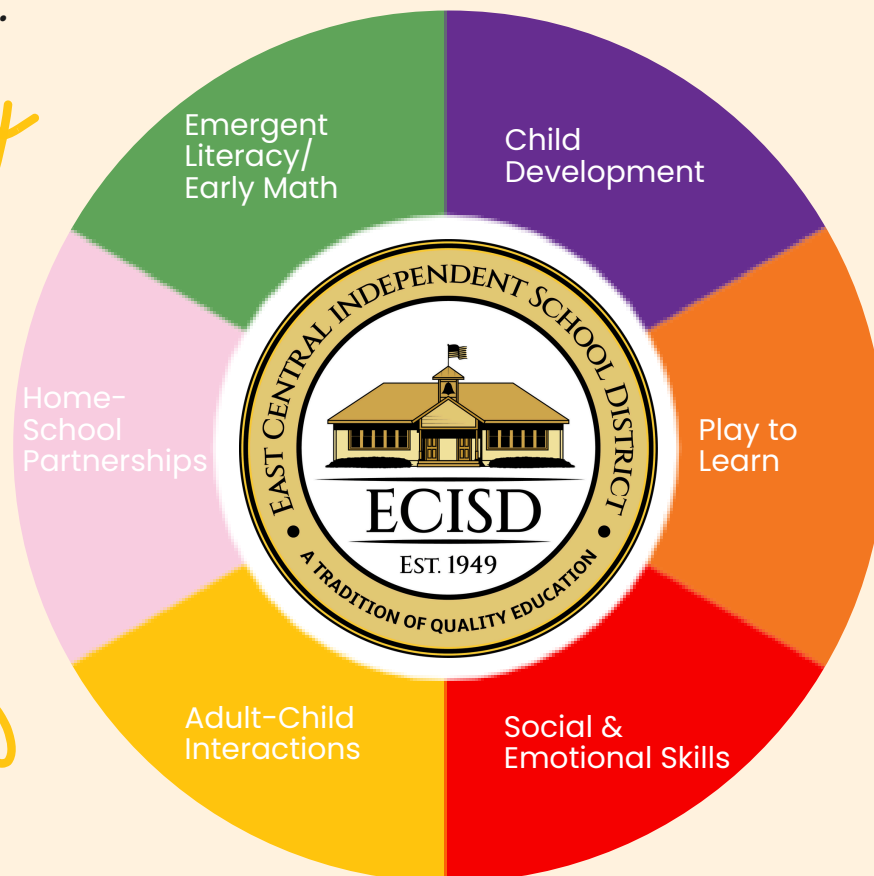 Emergent
Literacy/
Early Math
Child
Development
Home-
School
Partnerships
EAST CENTRAL INDEPENDENT SCHOOL DISTRICT
ECISD
EST. 1949
A TRADITION OF QUALITY EDUCATION
Play to
Learn
Adult-Child
Interactions
Social &
Emotional Skills